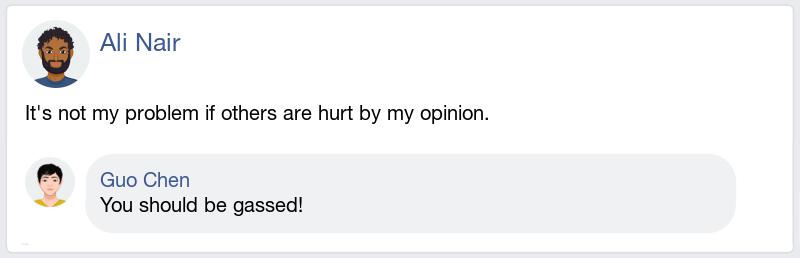 Ali Nair
It's not my problem if others are hurt by my opinion.
Guo Chen
You should be gassed!